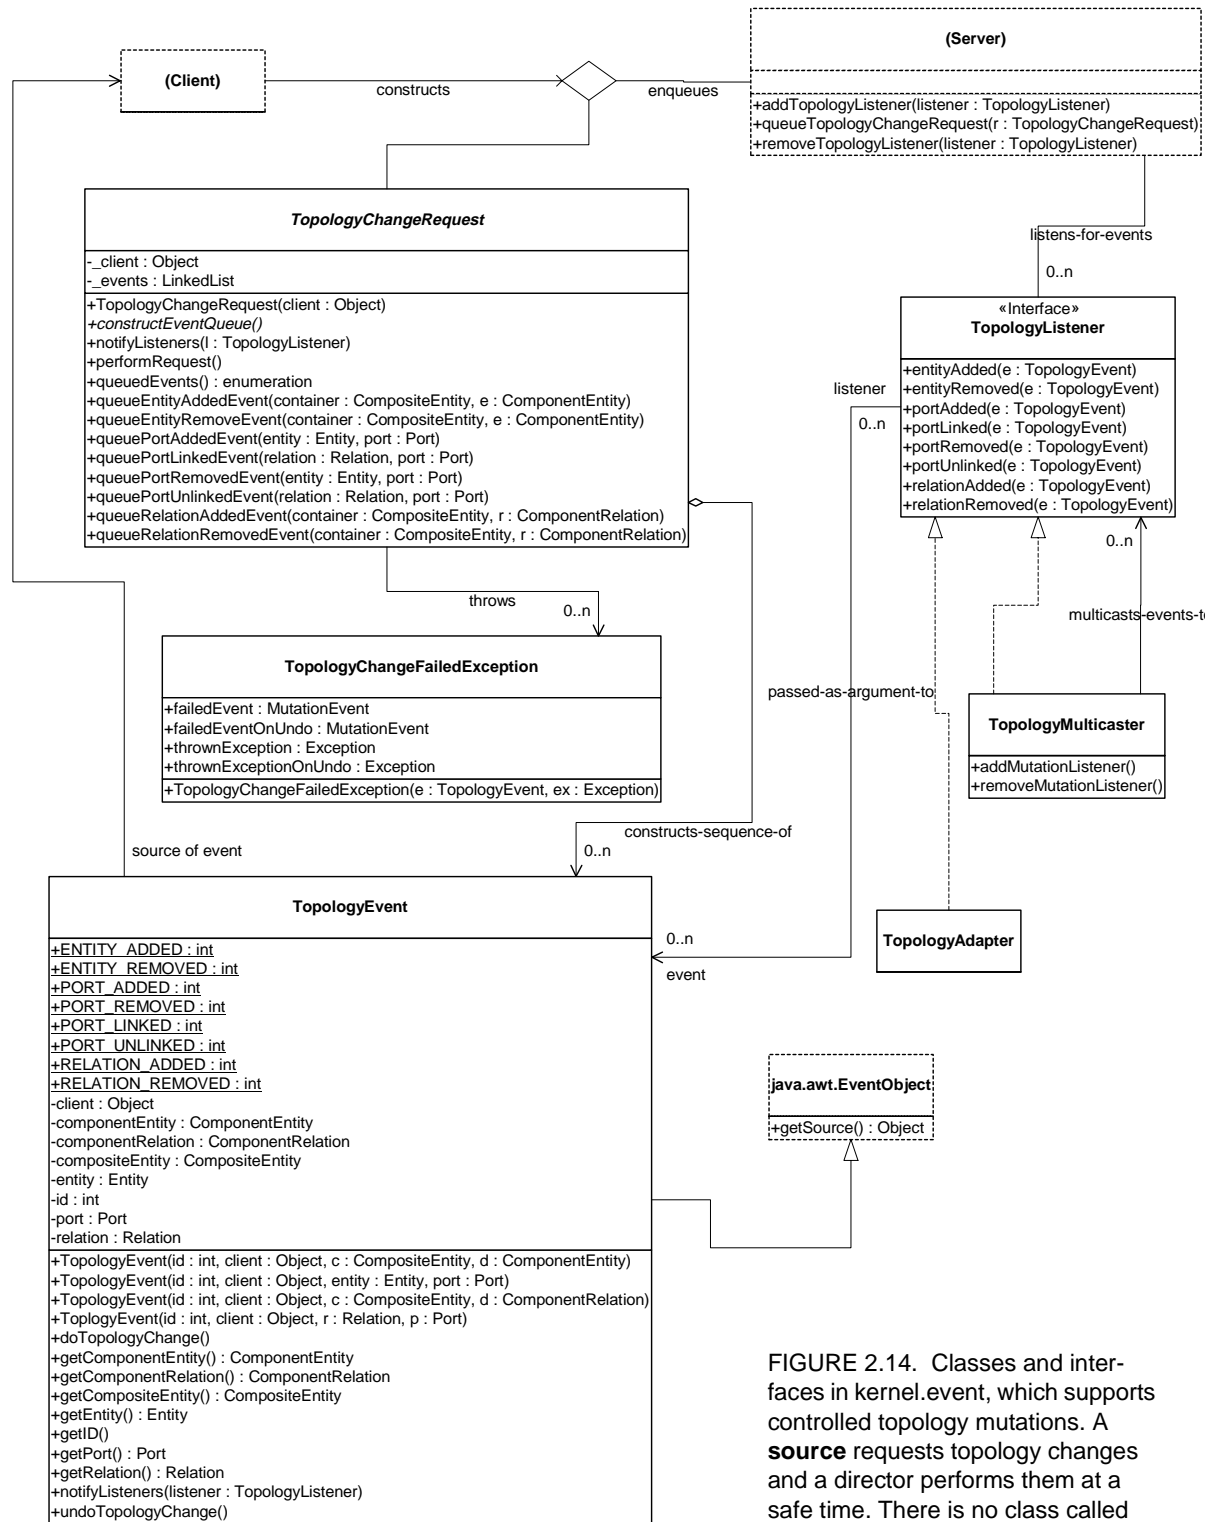 (Client)
constructs
enqueues
(Server)
+addTopologyListener(listener : TopologyListener)
+queueTopologyChangeRequest(r : TopologyChangeRequest)
+removeTopologyListener(listener : TopologyListener)
TopologyChangeRequest
-_client : Object
-_events : LinkedList
+TopologyChangeRequest(client : Object)
+constructEventQueue()
+notifyListeners(l : TopologyListener)
+performRequest()
+queuedEvents() : enumeration
+queueEntityAddedEvent(container : CompositeEntity, e : ComponentEntity)
+queueEntityRemoveEvent(container : CompositeEntity, e : ComponentEntity)
+queuePortAddedEvent(entity : Entity, port : Port)
+queuePortLinkedEvent(relation : Relation, port : Port)
+queuePortRemovedEvent(entity : Entity, port : Port)
+queuePortUnlinkedEvent(relation : Relation, port : Port)
+queueRelationAddedEvent(container : CompositeEntity, r : ComponentRelation)
+queueRelationRemovedEvent(container : CompositeEntity, r : ComponentRelation)
listens-for-events
0..n
«Interface»
TopologyListener
+entityAdded(e : TopologyEvent)
+entityRemoved(e : TopologyEvent)
+portAdded(e : TopologyEvent)
+portLinked(e : TopologyEvent)
+portRemoved(e : TopologyEvent)
+portUnlinked(e : TopologyEvent)
+relationAdded(e : TopologyEvent)
+relationRemoved(e : TopologyEvent)
listener
0..n
0..n
multicasts-events-t
throws
0..n
TopologyChangeFailedException
+failedEvent : MutationEvent
+failedEventOnUndo : MutationEvent
+thrownException : Exception
+thrownExceptionOnUndo : Exception
+TopologyChangeFailedException(e : TopologyEvent, ex : Exception)
passed-as-argument-to
TopologyMulticaster
+addMutationListener()
+removeMutationListener()
constructs-sequence-of
0..n
source of event
TopologyEvent
+ENTITY_ADDED : int
+ENTITY_REMOVED : int
+PORT_ADDED : int
+PORT_REMOVED : int
+PORT_LINKED : int
+PORT_UNLINKED : int
+RELATION_ADDED : int
+RELATION_REMOVED : int
-client : Object
-componentEntity : ComponentEntity
-componentRelation : ComponentRelation
-compositeEntity : CompositeEntity
-entity : Entity
-id : int
-port : Port
-relation : Relation
+TopologyEvent(id : int, client : Object, c : CompositeEntity, d : ComponentEntity)
+TopologyEvent(id : int, client : Object, entity : Entity, port : Port)
+TopologyEvent(id : int, client : Object, c : CompositeEntity, d : ComponentRelation)
+ToplogyEvent(id : int, client : Object, r : Relation, p : Port)
+doTopologyChange()
+getComponentEntity() : ComponentEntity
+getComponentRelation() : ComponentRelation
+getCompositeEntity() : CompositeEntity
+getEntity() : Entity
+getID()
+getPort() : Port
+getRelation() : Relation
+notifyListeners(listener : TopologyListener)
+undoTopologyChange()
0..n
event
TopologyAdapter
java.awt.EventObject
+getSource() : Object
FIGURE 2.14. Classes and inter-
faces in kernel.event, which supports
controlled topology mutations. A
source requests topology changes
and a director performs them at a
safe time. There is no class called